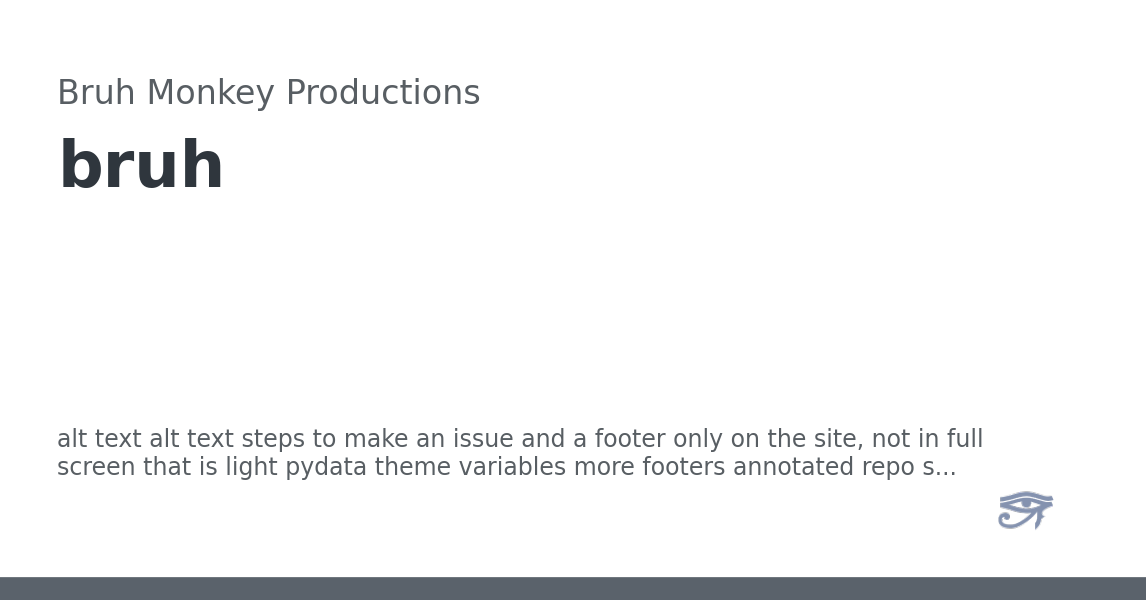 Bruh Monkey Productions
bruh
alt text alt text steps to make an issue and a footer only on the site, not in full
screen that is light pydata theme variables more footers annotated repo s...